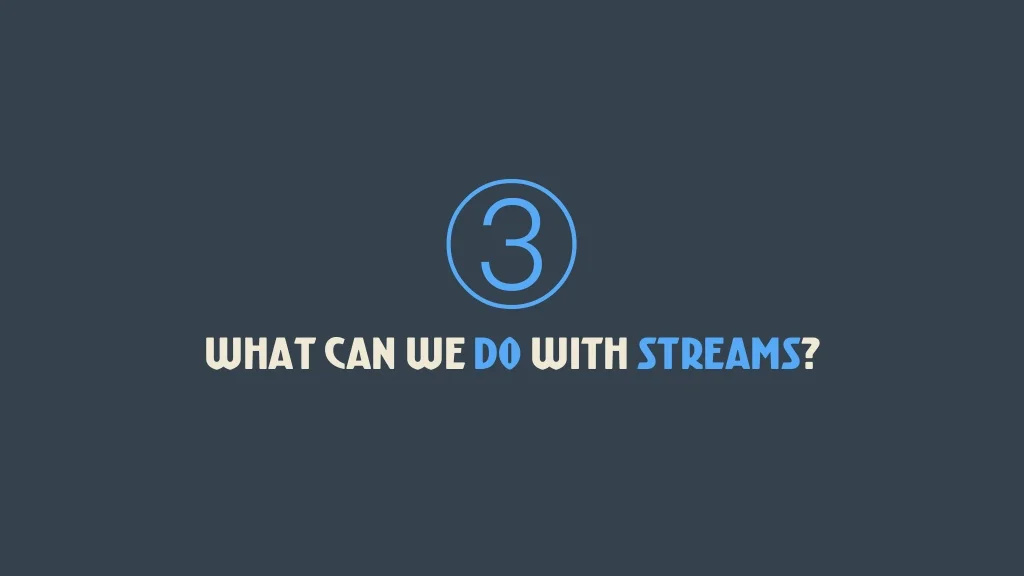 3
WHAT CAN WE DO WITH STREAMS?